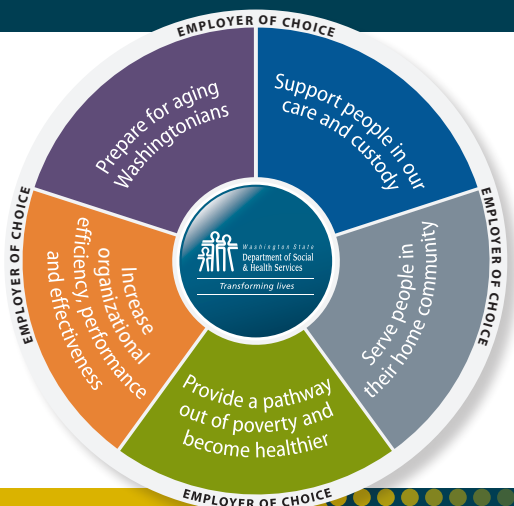 EMPLOYER OF CHOICE
Support people in our
care and custody
EMPLOYER OF CHOICE
Serve people in
their home community
Provide a pathway
out of poverty and
become healthier
EMPLOYER OF CHOICE
Increase
organizational
efficiency, performance
and effectiveness
EMPLOYER OF CHOICE
Prepare for aging
Washingtonians
Washington State
Department of Social
& Health Services
Transforming lives